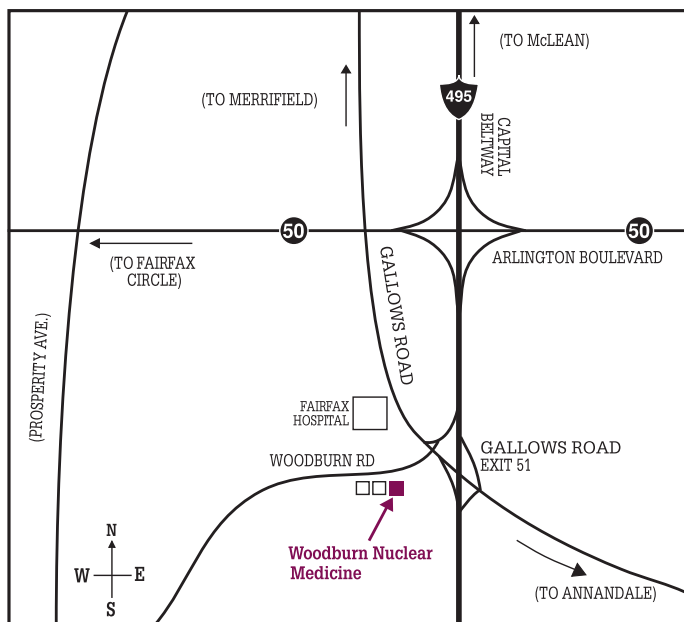 (TO McLEAN)
(TO MERRIFIELD)
495
CAPITAL
BELTWAY
50
50
(TO FAIRFAX
CIRCLE)
ARLINGTON BOULEVARD
GALLOWS ROAD
(PROSPERITY AVE.)
FAIRFAX
HOSPITAL
WOODBURN RD
GALLOWS ROAD
EXIT 51
Woodburn Nuclear
Medicine
N
W
E
S
(TO ANNANDALE)